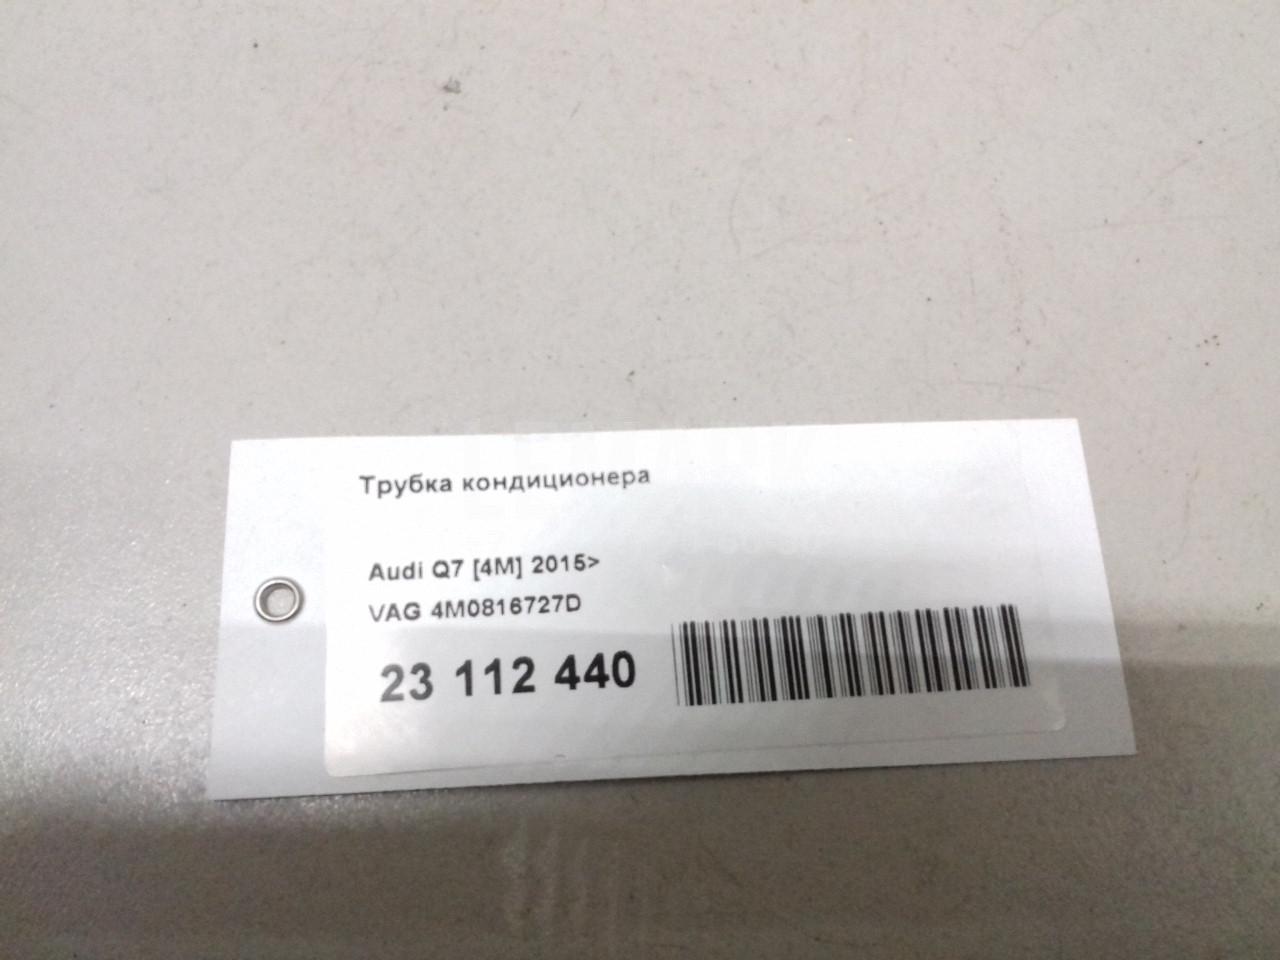 Трубка кондиционера
Audi Q7 [4M] 2015>
VAG 4M0816727D
23 112 440